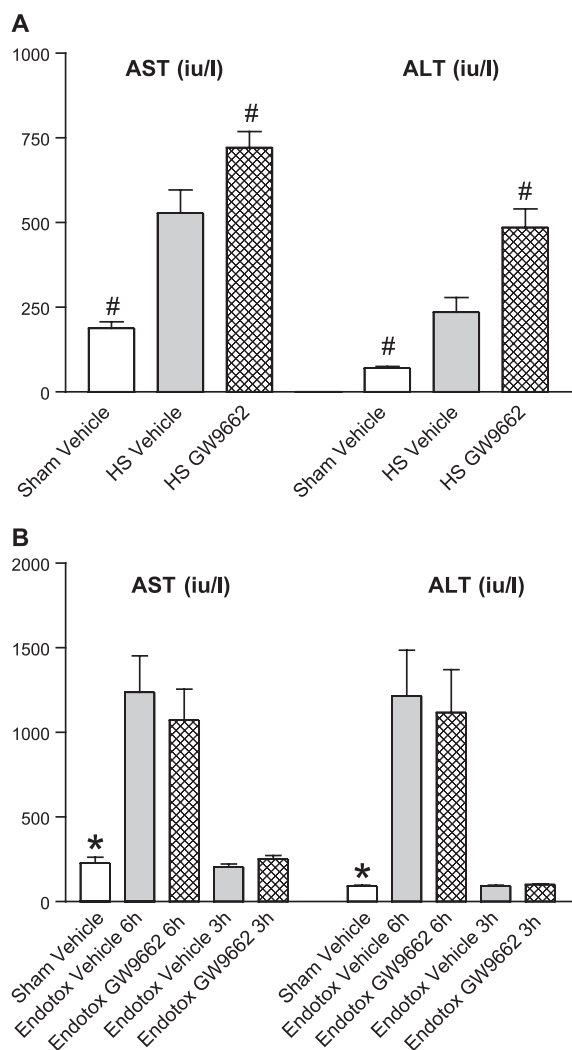 A
AST (iu/l) ALT (iu/l)
1000
750
500
250
0
# # # #
Sham Vehicle
HS Vehicle
HS GW9662
Sham Vehicle
HS Vehicle
HS GW9662
B
AST (iu/l) ALT (iu/l)
2000
1500
1000
500
0
* *
Sham Vehicle
Endotox Vehicle 6h
Endotox GW9662 6h
Endotox Vehicle 3h
Endotox GW9662 3h
Sham Vehicle
Endotox Vehicle 6h
Endotox GW9662 6h
Endotox Vehicle 3h
Endotox GW9662 3h